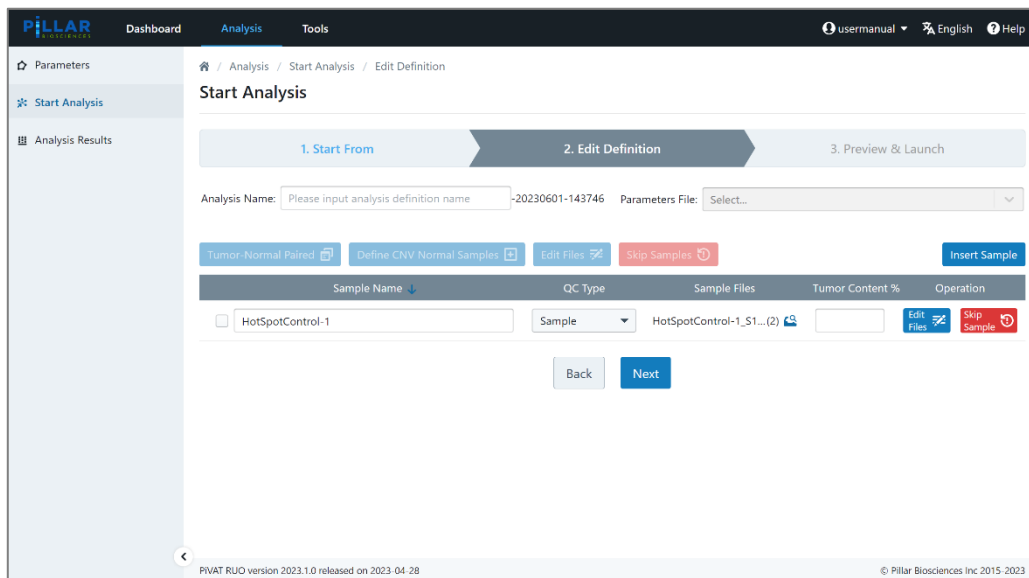 PiLLAR
BIOSCIENCES
Dashboard Analysis Tools usermanual English Help
Parameters
Start Analysis
Analysis Results
/ Analysis / Start Analysis / Edit Definition
Start Analysis
1. Start From 2. Edit Definition 3. Preview & Launch
Analysis Name: Please input analysis definition name -20230601-143746 Parameters File: Select...
Tumor-Normal Paired Define CNV Normal Samples Edit Files Skip Samples Insert Sample
Sample Name QC Type Sample Files Tumor Content % Operation
HotSpotControl-1 Sample HotSpotControl-1_S1...(2) Edit Files Skip Sample
Back Next
PiVAT RUO version 2023.1.0 released on 2023-04-28 © Pillar Biosciences Inc 2015-2023